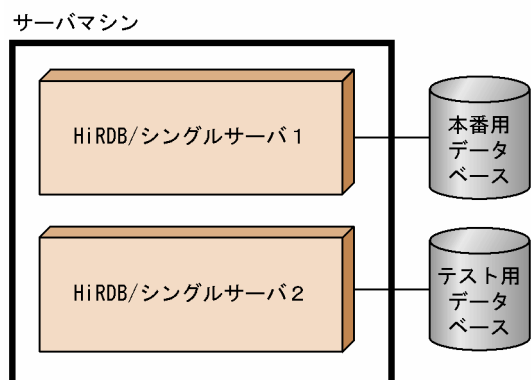 サーバマシン
HiRDB/シングルサーバ1
本番用
データ
ベース
HiRDB/シングルサーバ2
テスト用
データ
ベース